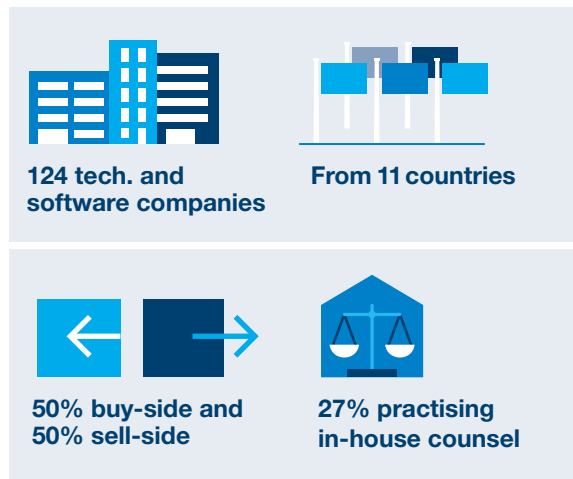 124 tech. and
software companies
From 11 countries
50% buy-side and
50% sell-side
27% practising
in-house counsel